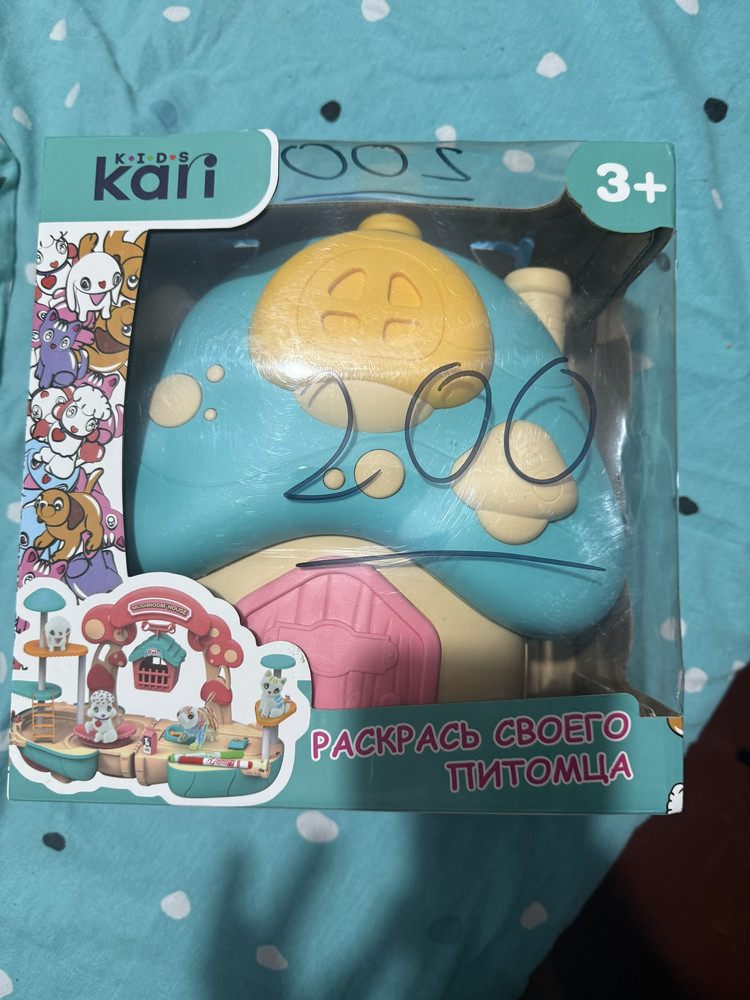 KIDS
kari
200
3+
200
MUSHROOM HOUSE
РАСКРАСЬ СВОЕГО
ПИТОМЦА